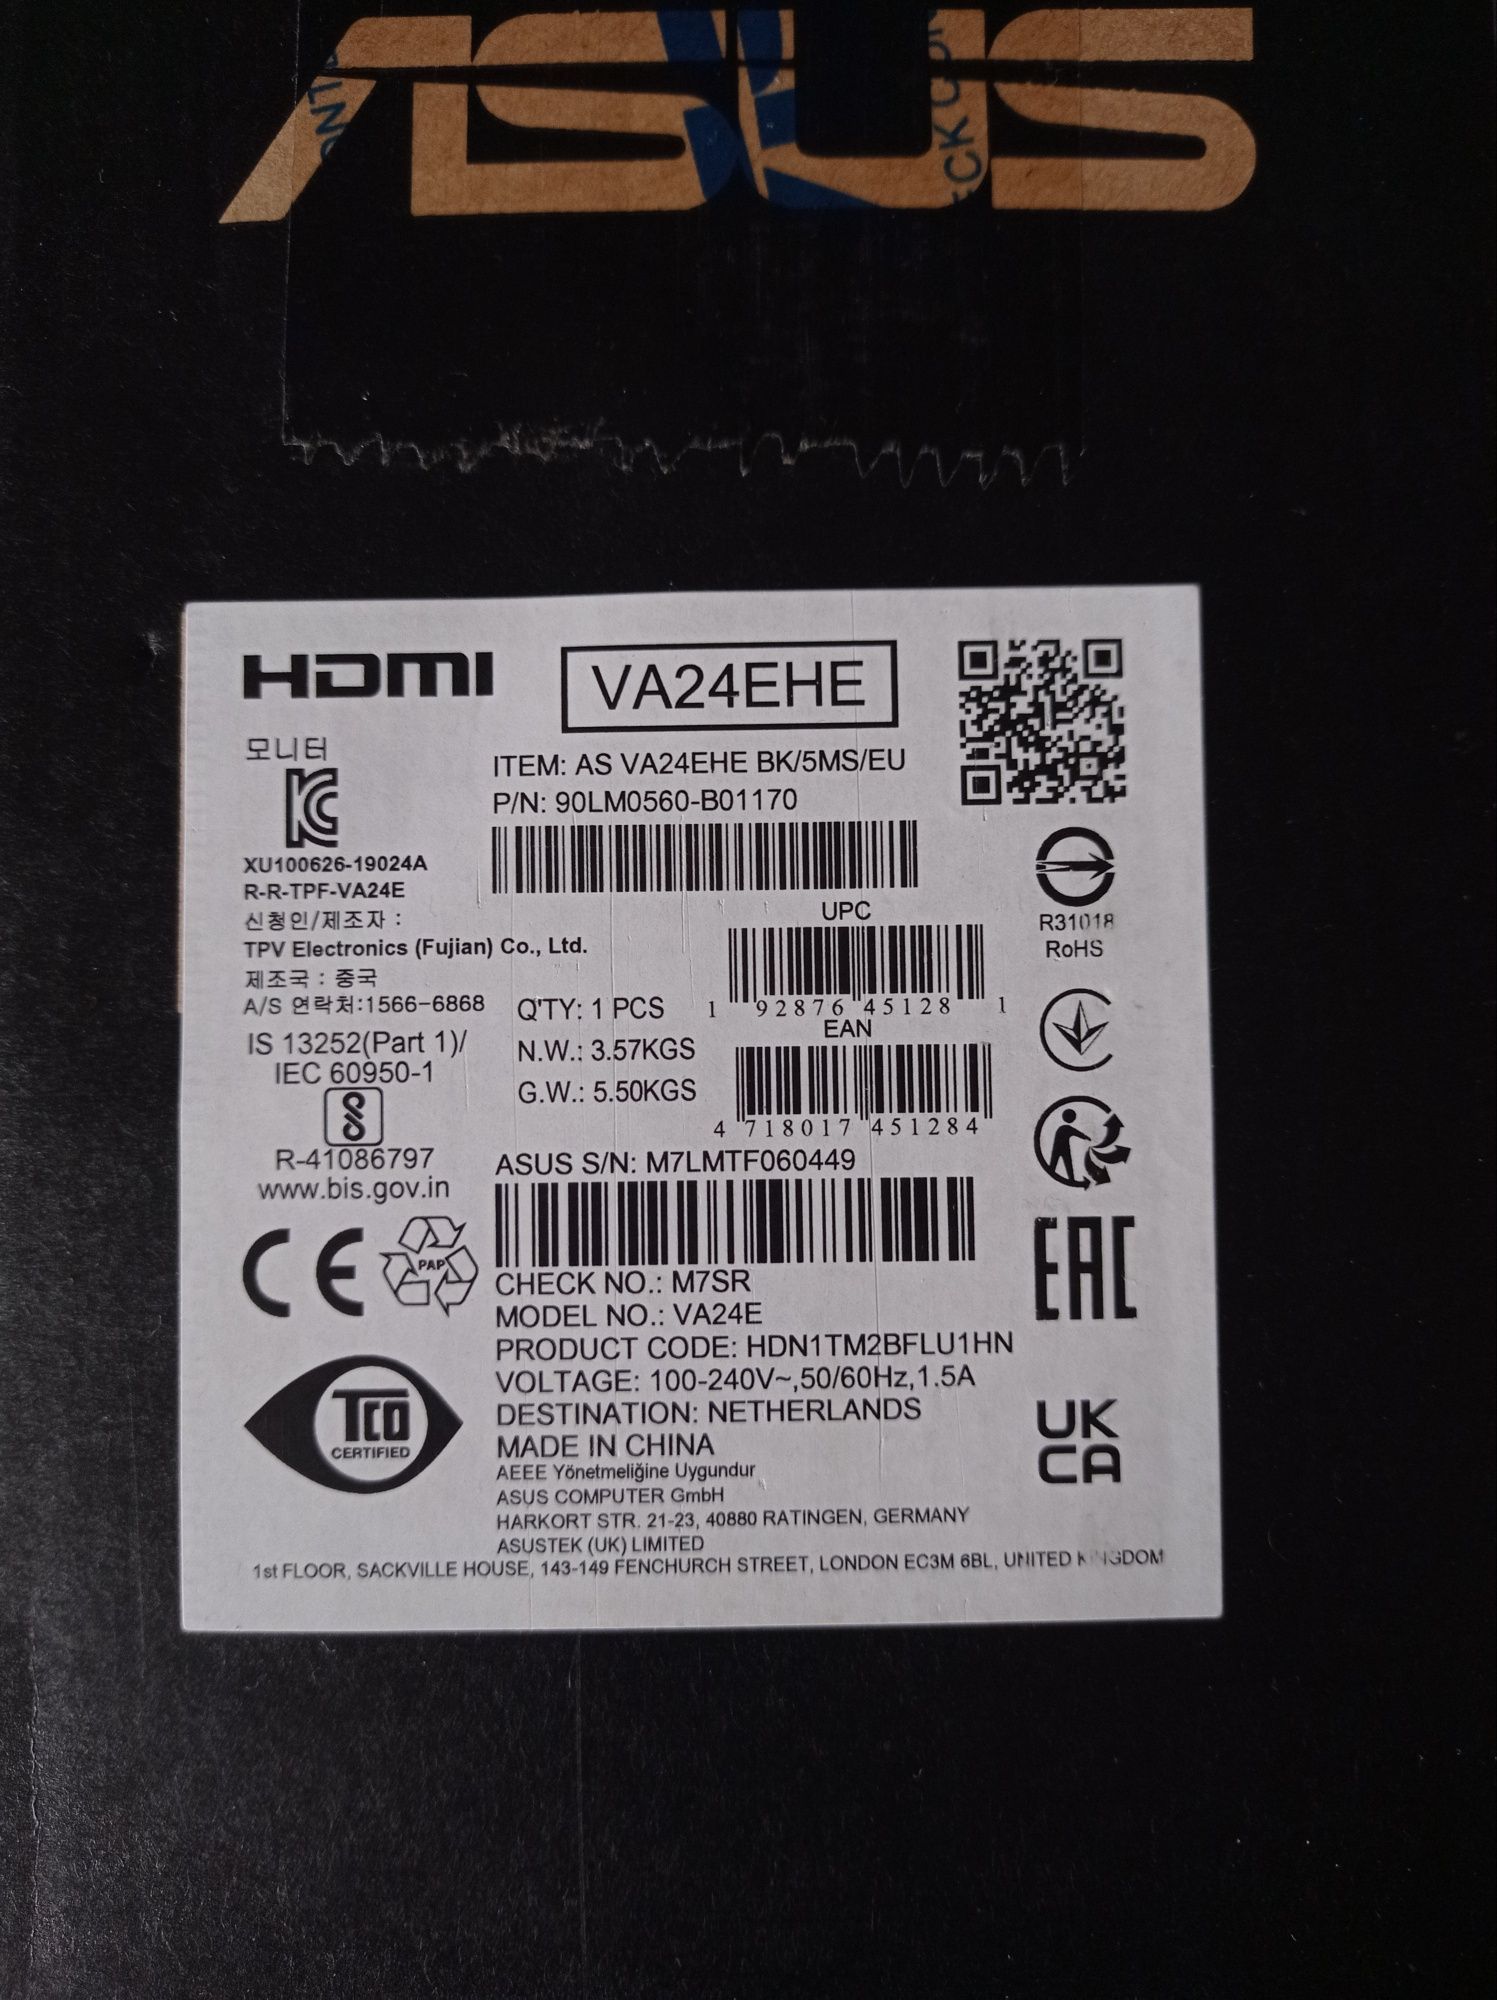 ASUS
HDMI
VA24EHE
모니터
ITEM: AS VA24EHE BK/5MS/EU
P/N: 90LM0560-B01170
XU100626-19024A
R-R-TPF-VA24E
신청인/제조자 :
TPV Electronics (Fujian) Co., Ltd.
제조국 : 중국
A/S 연락처:1566-6868
IS 13252(Part 1)/
IEC 60950-1
R-41086797
www.bis.gov.in
CE
PAP
TCO
CERTIFIED
UPC
1 92876 45128 1
EAN
4 718017 451284
Q'TY: 1 PCS
N.W.: 3.57KGS
G.W.: 5.50KGS
ASUS S/N: M7LMTF060449
CHECK NO.: M7SR
MODEL NO.: VA24E
PRODUCT CODE: HDN1TM2BFLU1HN
VOLTAGE: 100-240V~,50/60Hz,1.5A
DESTINATION: NETHERLANDS
MADE IN CHINA
AEEE Yönetmeliğine Uygundur
ASUS COMPUTER GmbH
HARKORT STR. 21-23, 40880 RATINGEN, GERMANY
ASUSTEK (UK) LIMITED
1st FLOOR, SACKVILLE HOUSE, 143-149 FENCHURCH STREET, LONDON EC3M 6BL, UNITED KINGDOM
R31018
RoHS
EAC
UK
CA